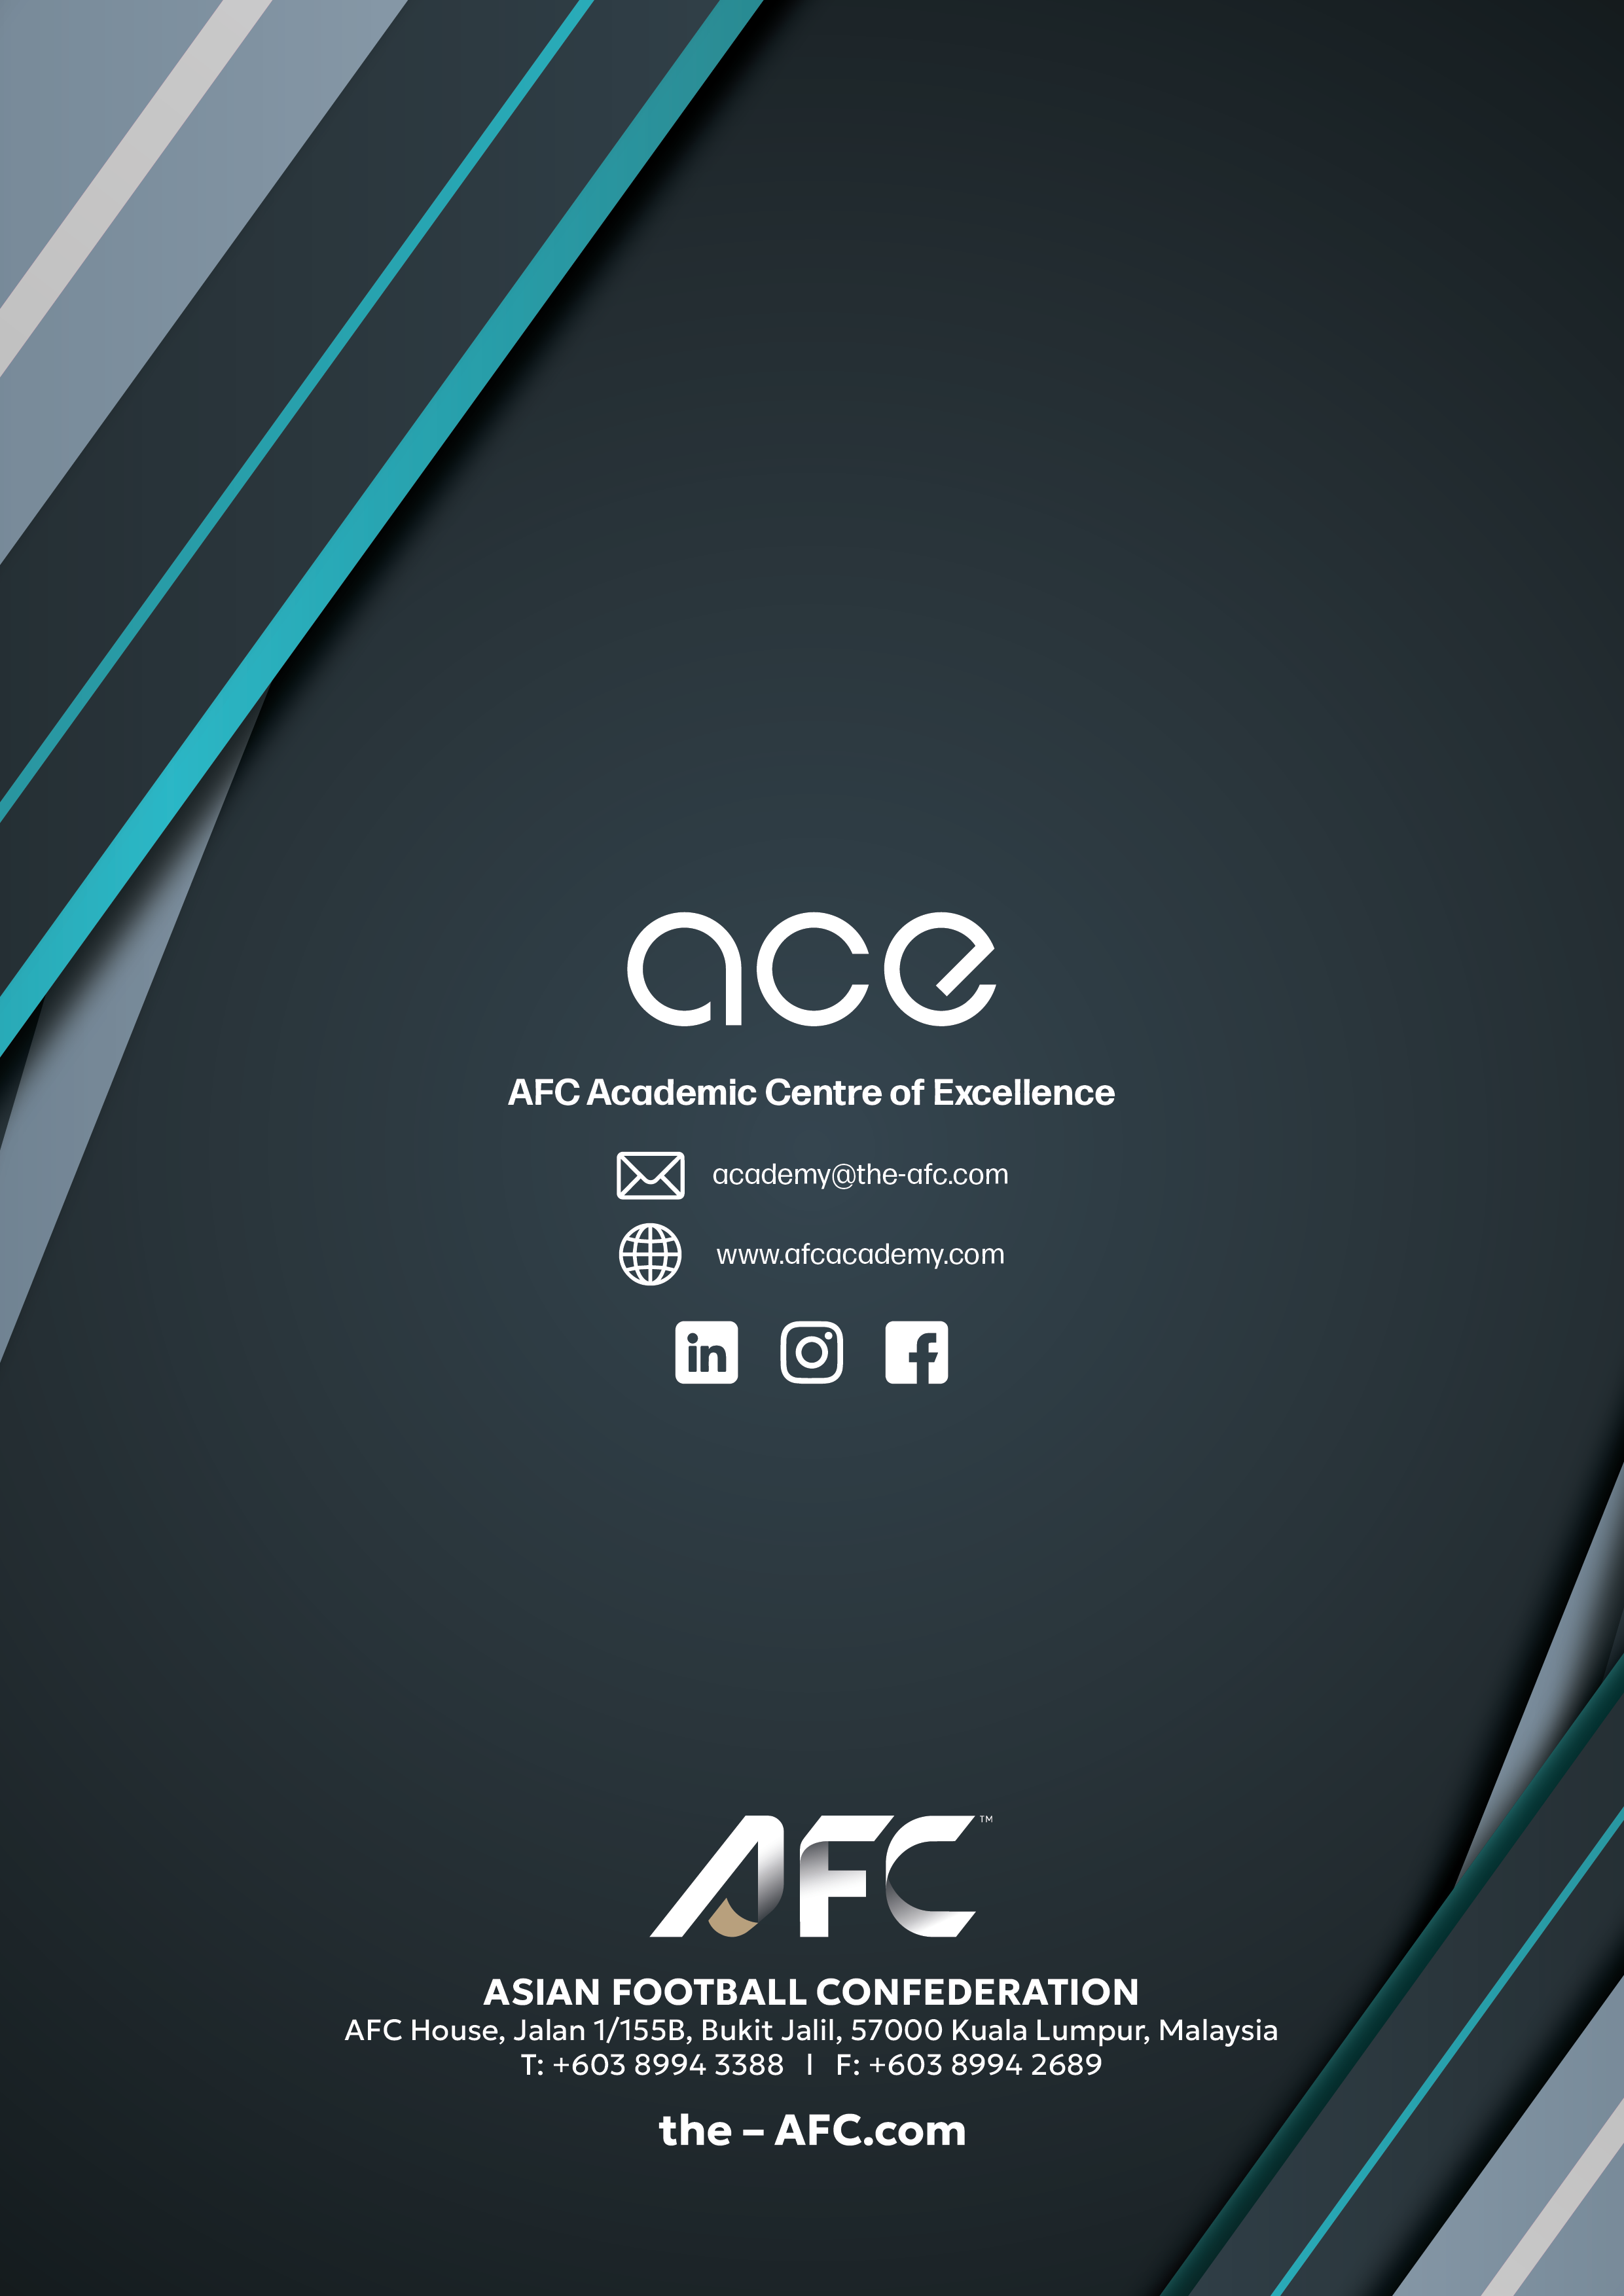 ace
AFC Academic Centre of Excellence
academy@the-afc.com
www.afcacademy.com
in
f
AFC™
ASIAN FOOTBALL CONFEDERATION
AFC House, Jalan 1/155B, Bukit Jalil, 57000 Kuala Lumpur, Malaysia
T: +603 8994 3388 | F: +603 8994 2689
the – AFC.com